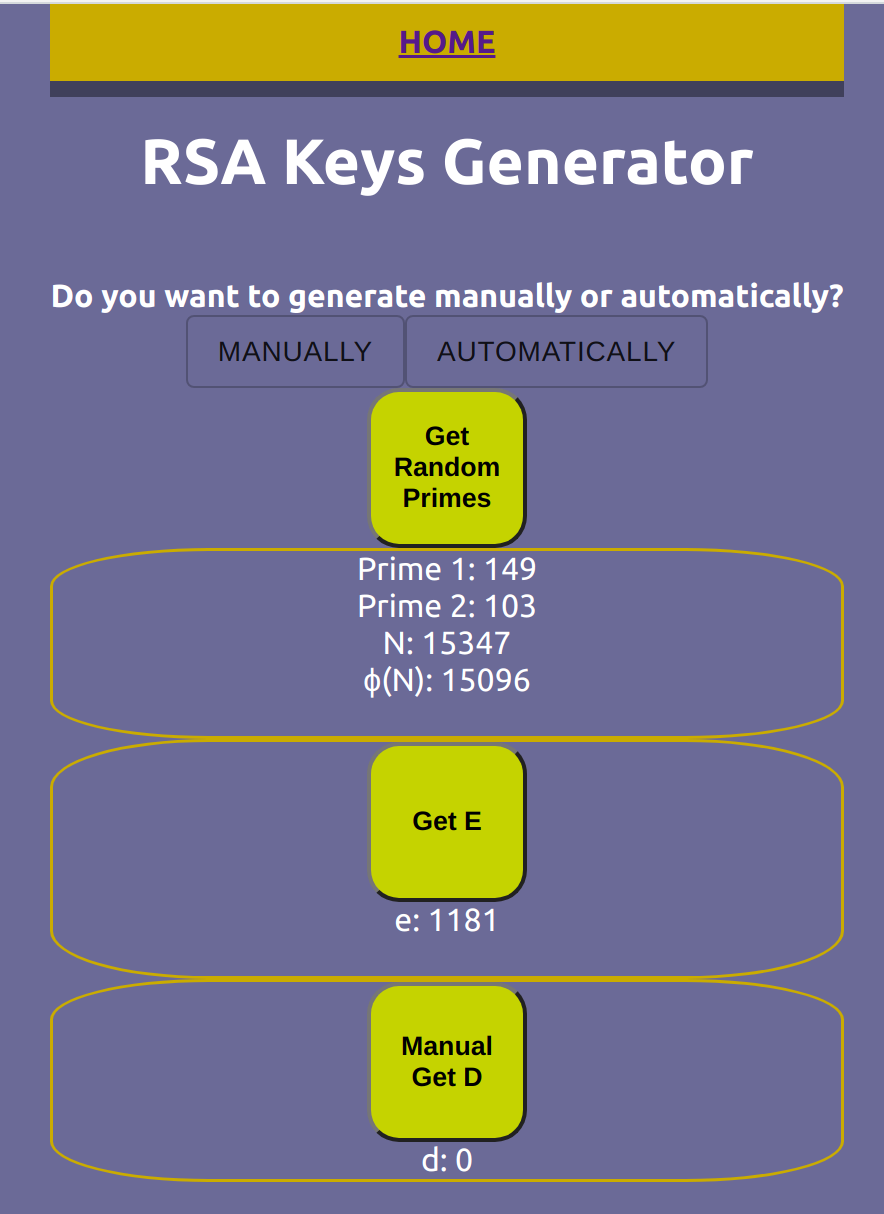 HOME
RSA Keys Generator
Do you want to generate manually or automatically?
MANUALLY AUTOMATICALLY
Get
Random
Primes
Prime 1: 149
Prime 2: 103
N: 15347
ϕ(N): 15096
Get E
e: 1181
Manual
Get D
d: 0